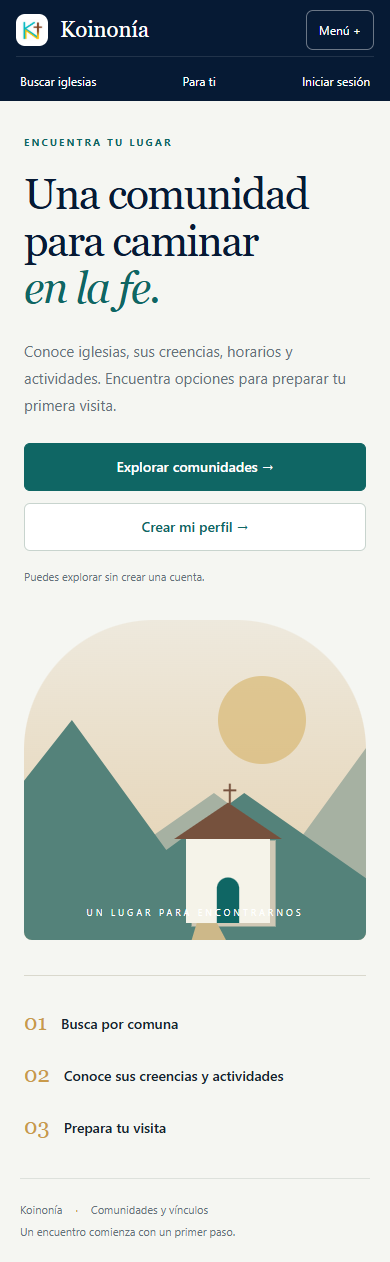 Koinonía
Menú +
Buscar iglesias
Para ti
Iniciar sesión
ENCUENTRA TU LUGAR
Una comunidad
para caminar
en la fe.
Conoce iglesias, sus creencias, horarios y
actividades. Encuentra opciones para preparar tu
primera visita.
Explorar comunidades →
Crear mi perfil →
Puedes explorar sin crear una cuenta.
UN LUGAR PARA ENCONTRARNOS
01 Busca por comuna
02 Conoce sus creencias y actividades
03 Prepara tu visita
Koinonía · Comunidades y vínculos
Un encuentro comienza con un primer paso.